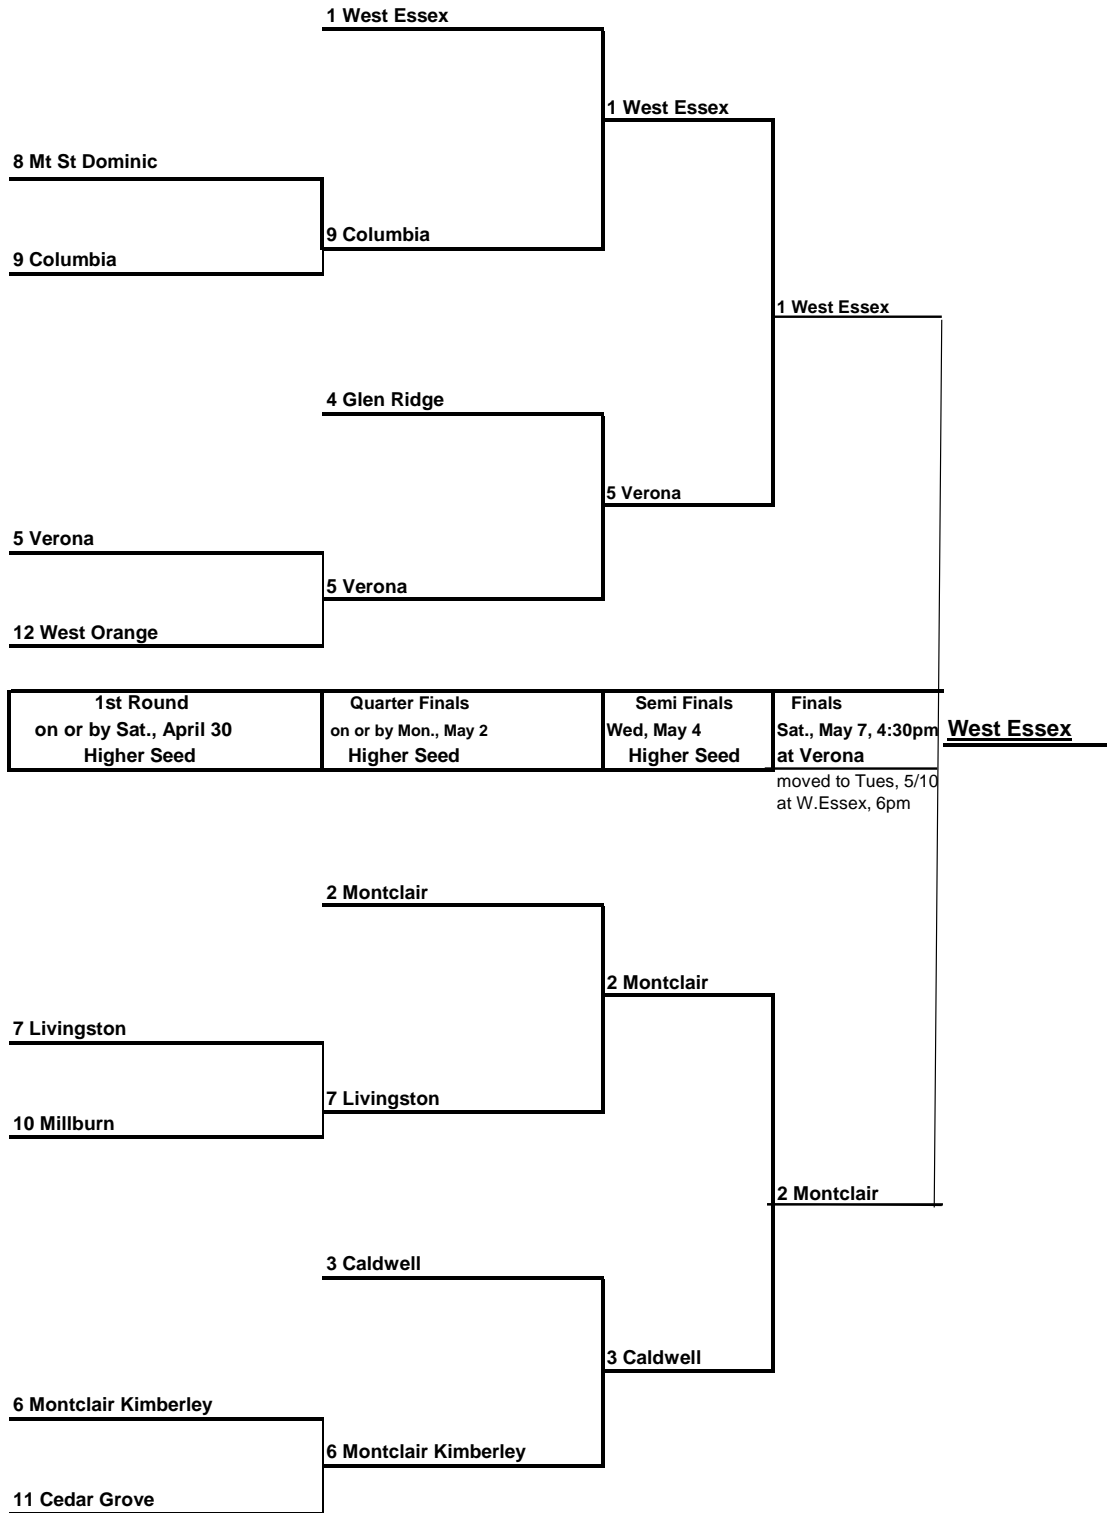 1 West Essex
1 West Essex
8 Mt St Dominic
9 Columbia
9 Columbia
1 West Essex
4 Glen Ridge
5 Verona
5 Verona
5 Verona
12 West Orange
1st Round
on or by Sat., April 30
Higher Seed
Quarter Finals
on or by Mon., May 2
Higher Seed
Semi Finals
Wed, May 4
Higher Seed
Finals
Sat., May 7, 4:30pm
at Verona
moved to Tues, 5/10
at W.Essex, 6pm
West Essex
2 Montclair
2 Montclair
7 Livingston
7 Livingston
10 Millburn
2 Montclair
3 Caldwell
3 Caldwell
6 Montclair Kimberley
6 Montclair Kimberley
11 Cedar Grove